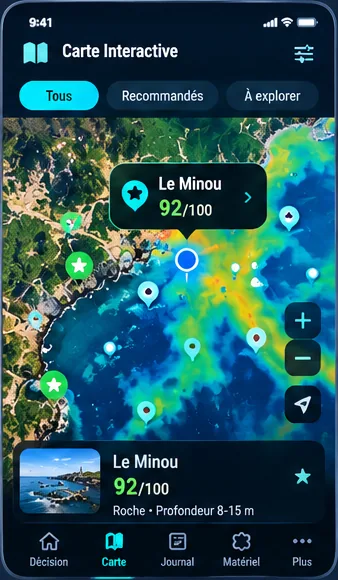 9:41
Carte Interactive
Tous
Recommandés
À explorer
Le Minou
92/100
Le Minou
92/100
Roche • Profondeur 8-15 m
Décision
Carte
Journal
Matériel
Plus